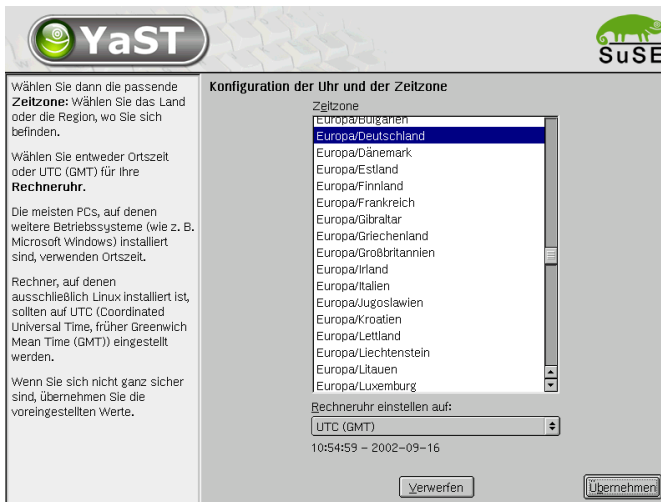 YaST
SuSE
Wählen Sie dann die passende
Zeitzone: Wählen Sie das Land
oder die Region, wo Sie sich
befinden.
Wählen Sie entweder Ortszeit
oder UTC (GMT) für Ihre
Rechneruhr.
Die meisten PCs, auf denen
weitere Betriebssysteme (wie z. B.
Microsoft Windows) installiert
sind, verwenden Ortszeit.
Rechner, auf denen
ausschließlich Linux installiert ist,
sollten auf UTC (Coordinated
Universal Time, früher Greenwich
Mean Time (GMT)) eingestellt
werden.
Wenn Sie sich nicht ganz sicher
sind, übernehmen Sie die
voreingestellten Werte.
Konfiguration der Uhr und der Zeitzone
Zeitzone
Europa/Bulgarien
Europa/Deutschland
Europa/Dänemark
Europa/Estland
Europa/Finnland
Europa/Frankreich
Europa/Gibraltar
Europa/Griechenland
Europa/Großbritannien
Europa/Irland
Europa/Italien
Europa/Jugoslawien
Europa/Kroatien
Europa/Lettland
Europa/Liechtenstein
Europa/Litauen
Europa/Luxemburg
Rechneruhr einstellen auf:
UTC (GMT)
10:54:59 - 2002-09-16
Verwerfen
Übernehmen